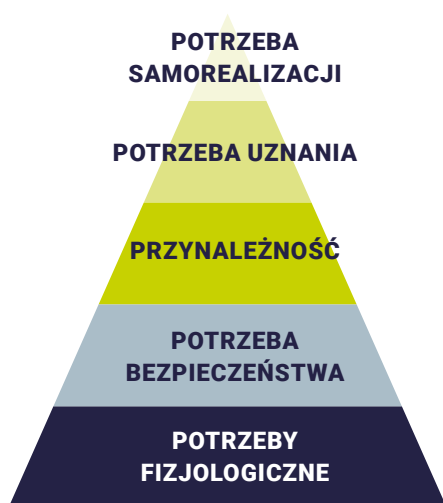 POTRZEBA
SAMOREALIZACJI
POTRZEBA UZNANIA
PRZYNALEŻNOŚĆ
POTRZEBA
BEZPIECZEŃSTWA
POTRZEBY
FIZJOLOGICZNE